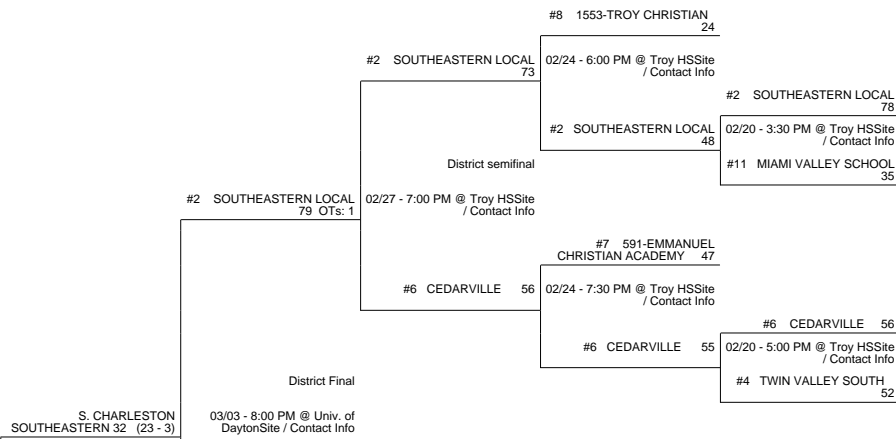 #8 1553-TROY CHRISTIAN
24
#2 SOUTHEASTERN LOCAL
73
02/24 - 6:00 PM @ Troy HSSite
/ Contact Info
#2 SOUTHEASTERN LOCAL
78
#2 SOUTHEASTERN LOCAL
48
02/20 - 3:30 PM @ Troy HSSite
/ Contact Info
District semifinal
#11 MIAMI VALLEY SCHOOL
35
#2 SOUTHEASTERN LOCAL
79 OTs: 1
02/27 - 7:00 PM @ Troy HSSite
/ Contact Info
#7 591-EMMANUEL
CHRISTIAN ACADEMY 47
#6 CEDARVILLE 56
02/24 - 7:30 PM @ Troy HSSite
/ Contact Info
#6 CEDARVILLE 56
#6 CEDARVILLE 55
02/20 - 5:00 PM @ Troy HSSite
/ Contact Info
District Final
#4 TWIN VALLEY SOUTH
52
S. CHARLESTON
SOUTHEASTERN 32 (23 - 3)
03/03 - 8:00 PM @ Univ. of
DaytonSite / Contact Info